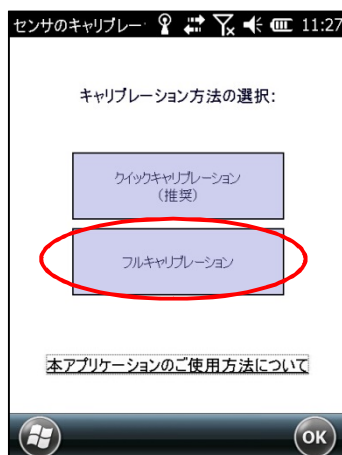 センサのキャリブレー 11:27
キャリブレーション方法の選択:
クイックキャリブレーション
(推奨)
フルキャリブレーション
本アプリケーションのご使用方法について
OK